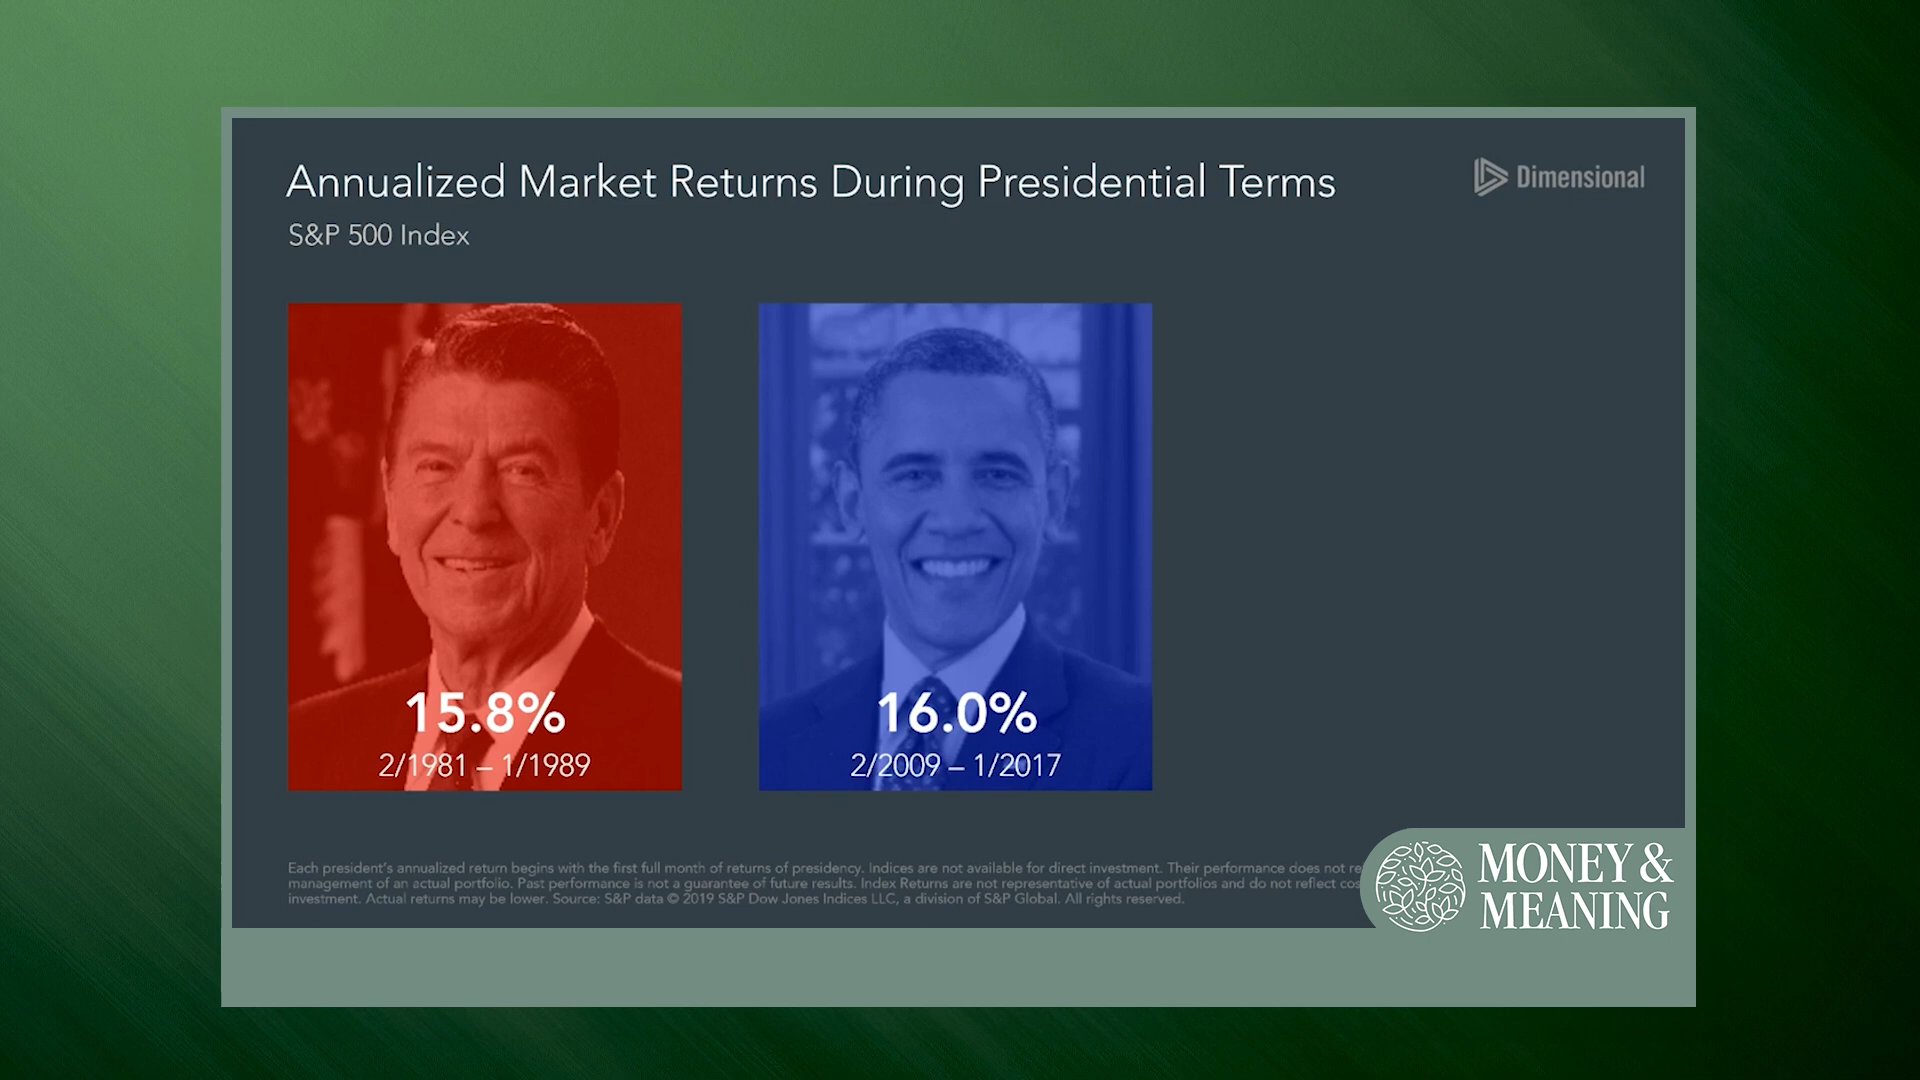 Annualized Market Returns During Presidential Terms
Dimensional
S&P 500 Index
15.8%
2/1981 – 1/1989
16.0%
2/2009 – 1/2017
Each president's annualized return begins with the first full month of returns of presidency. Indices are not available for direct investment. Their performance does not
management of an actual portfolio. Past performance is not a guarantee of future results. Index Returns are not representative of actual portfolios and do not reflect
investment. Actual returns may be lower. Source: S&P data © 2019 S&P Dow Jones Indices LLC, a division of S&P Global. All rights reserved.
MONEY &
MEANING